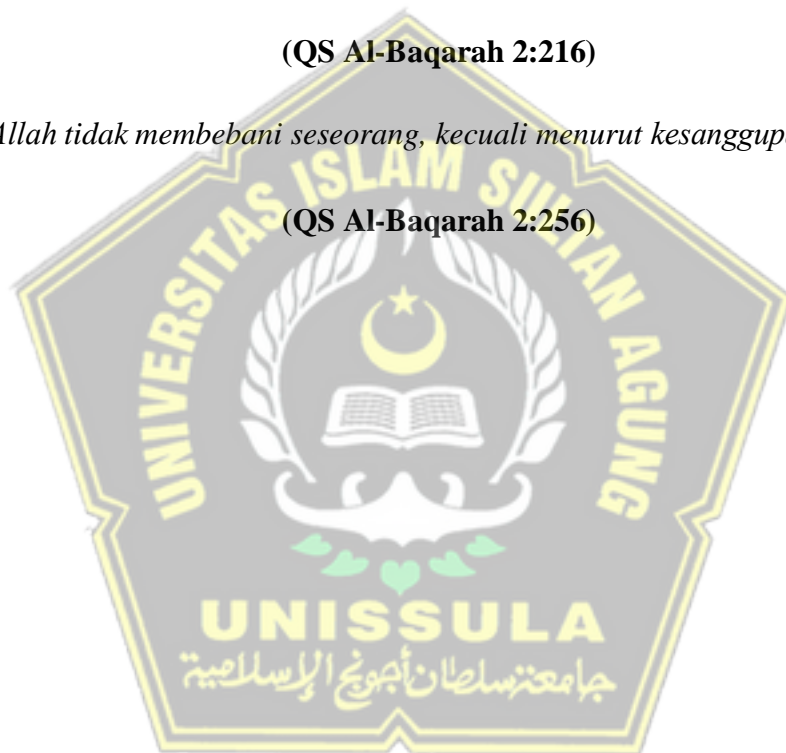 (QS Al-Baqarah 2:216)
Allah tidak membebani seseorang, kecuali menurut
(QS Al-Baqarah 2:256)
UNIVERSITAS ISLAM SULTAN AGUNG
UNISSULA
جامعة سلطان أجونج الإسلامية